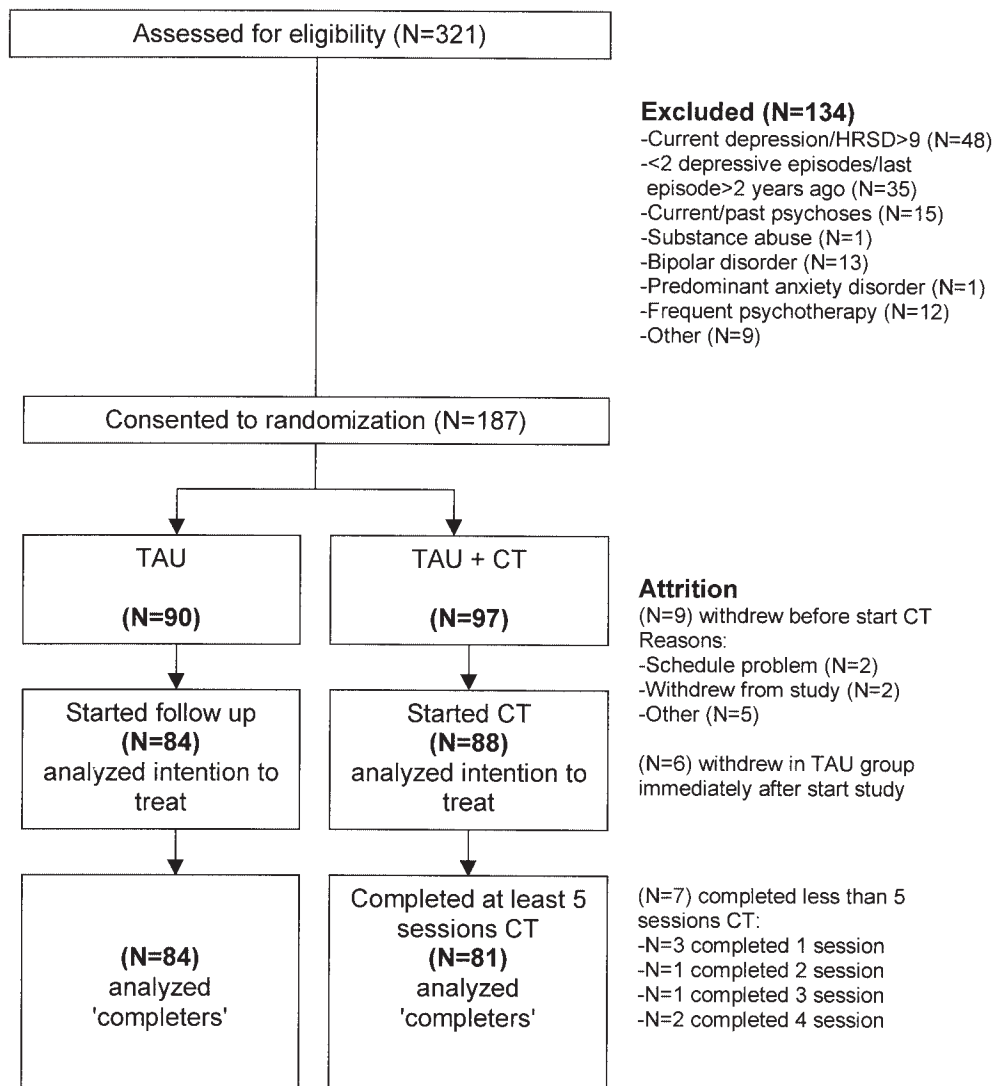 Assessed for eligibility (N=321)
Excluded (N=134)
-Current depression/HRSD>9 (N=48)
-<2 depressive episodes/last
episode>2 years ago (N=35)
-Current/past psychoses (N=15)
-Substance abuse (N=1)
-Bipolar disorder (N=13)
-Predominant anxiety disorder (N=1)
-Frequent psychotherapy (N=12)
-Other (N=9)
Consented to randomization (N=187)
TAU
(N=90)
TAU + CT
(N=97)
Attrition
(N=9) withdrew before start CT
Reasons:
-Schedule problem (N=2)
-Withdrew from study (N=2)
-Other (N=5)
(N=6) withdrew in TAU group
immediately after start study
Started follow up
(N=84)
analyzed intention to
treat
Started CT
(N=88)
analyzed intention to
treat
(N=84)
analyzed
'completers'
Completed at least 5
sessions CT
(N=81)
analyzed
'completers'
(N=7) completed less than 5
sessions CT:
-N=3 completed 1 session
-N=1 completed 2 session
-N=1 completed 3 session
-N=2 completed 4 session